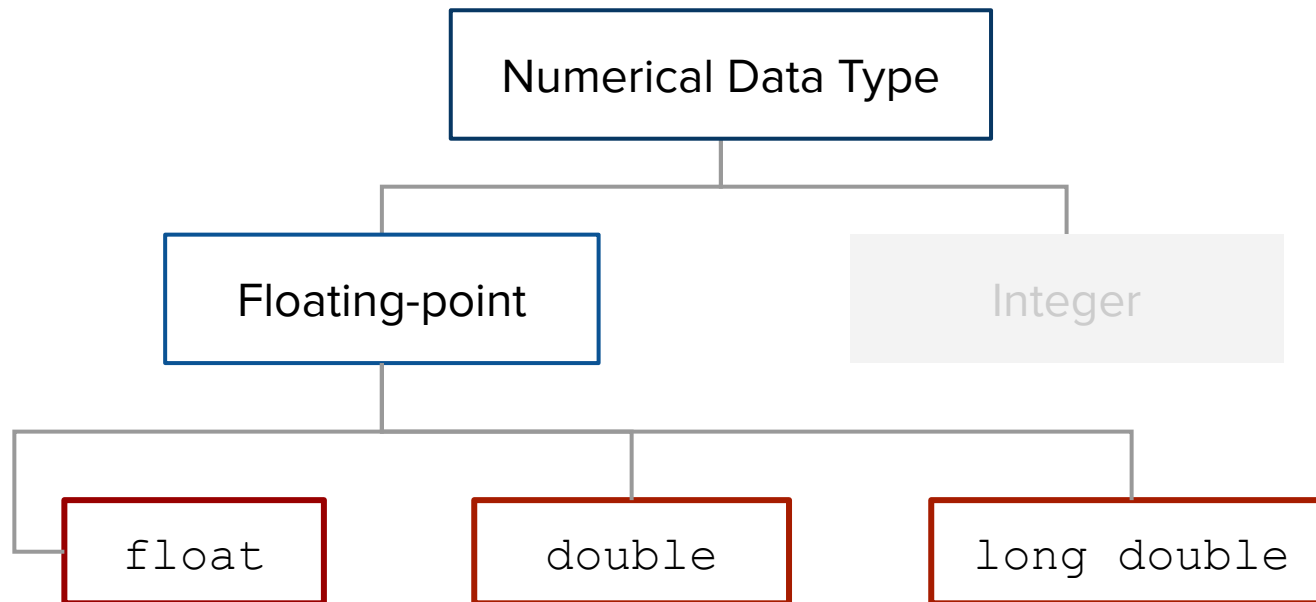 Numerical Data Type
Floating-point
Integer
float
double
long double